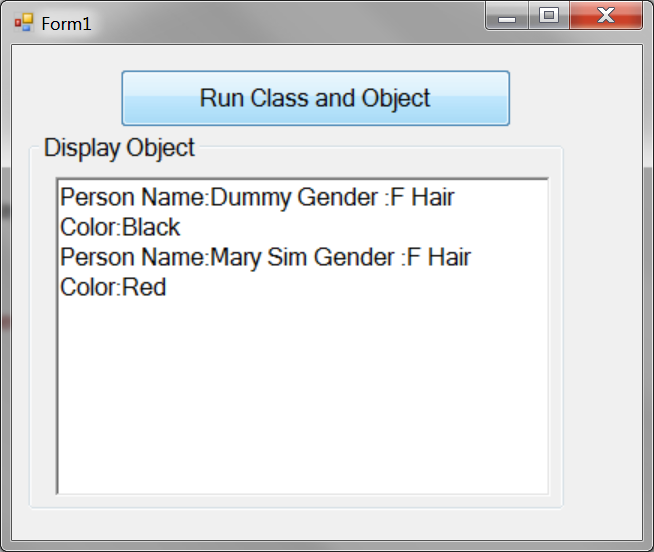 Form1
Run Class and Object
Display Object
Person Name:Dummy Gender :F Hair
Color:Black
Person Name:Mary Sim Gender :F Hair
Color:Red